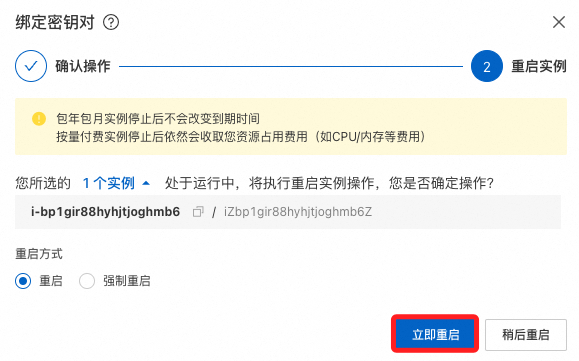 绑定密钥对
确认操作
2 重启实例
包年包月实例停止后不会改变到期时间
按量付费实例停止后依然会收取您资源占用费用（如CPU/内存等费用）
您所选的 1个实例 处于运行中，将执行重启实例操作，您是否确定操作?
i-bp1gir88hyhjtjoghmb6 / iZbp1gir88hyhjtjoghmb6Z
重启方式
重启 强制重启
立即重启 稍后重启